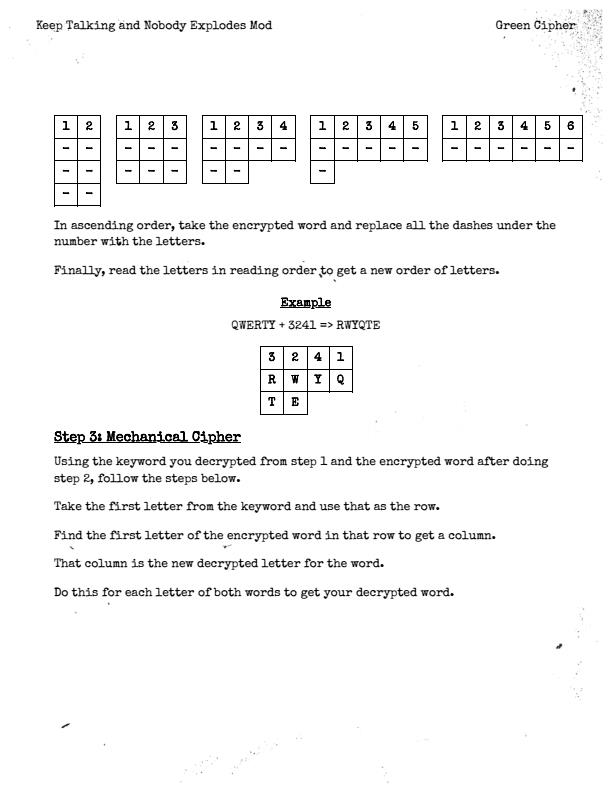 Keep Talking and Nobody Explodes Mod Green Cipher
1 2 1 2 3 1 2 3 4 1 2 3 4 5 1 2 3 4 5 6
- - - - - - - - - - - - - - - - - - - -
- - - - - - - -
- -
In ascending order, take the encrypted word and replace all the dashes under the
number with the letters.
Finally, read the letters in reading order to get a new order of letters.
Example
QWERTY + 3241 => RWYQTE
3 2 4 1
R W Y Q
T E
Step 3: Mechanical Cipher
Using the keyword you decrypted from step 1 and the encrypted word after doing
step 2, follow the steps below.
Take the first letter from the keyword and use that as the row.
Find the first letter of the encrypted word in that row to get a column.
That column is the new decrypted letter for the word.
Do this for each letter of both words to get your decrypted word.